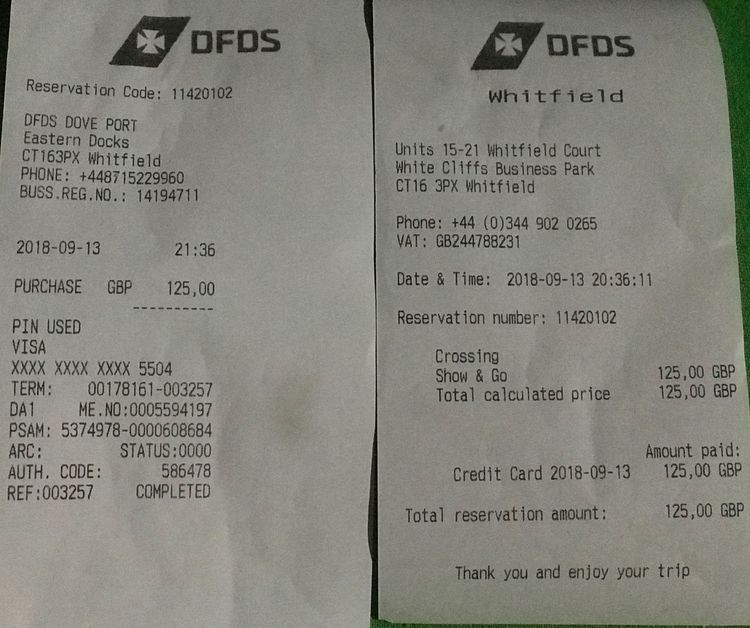 DFDS
Reservation Code: 11420102
DFDS DOVE PORT
Eastern Docks
CT163PX Whitfield
PHONE: +448715229960
BUSS.REG.NO.: 14194711
2018-09-13 21:36
PURCHASE GBP 125,00
----------
PIN USED
VISA
XXXX XXXX XXXX 5504
TERM: 00178161-003257
DA1 ME.NO:0005594197
PSAM: 5374978-0000608684
ARC: STATUS:0000
AUTH. CODE: 586478
REF:003257 COMPLETED
DFDS
Whitfield
Units 15-21 Whitfield Court
White Cliffs Business Park
CT16 3PX Whitfield
Phone: +44 (0)344 902 0265
VAT: GB244788231
Date & Time: 2018-09-13 20:36:11
Reservation number: 11420102
Crossing
Show & Go 125,00 GBP
Total calculated price 125,00 GBP
Amount paid:
Credit Card 2018-09-13 125,00 GBP
Total reservation amount: 125,00 GBP
Thank you and enjoy your trip